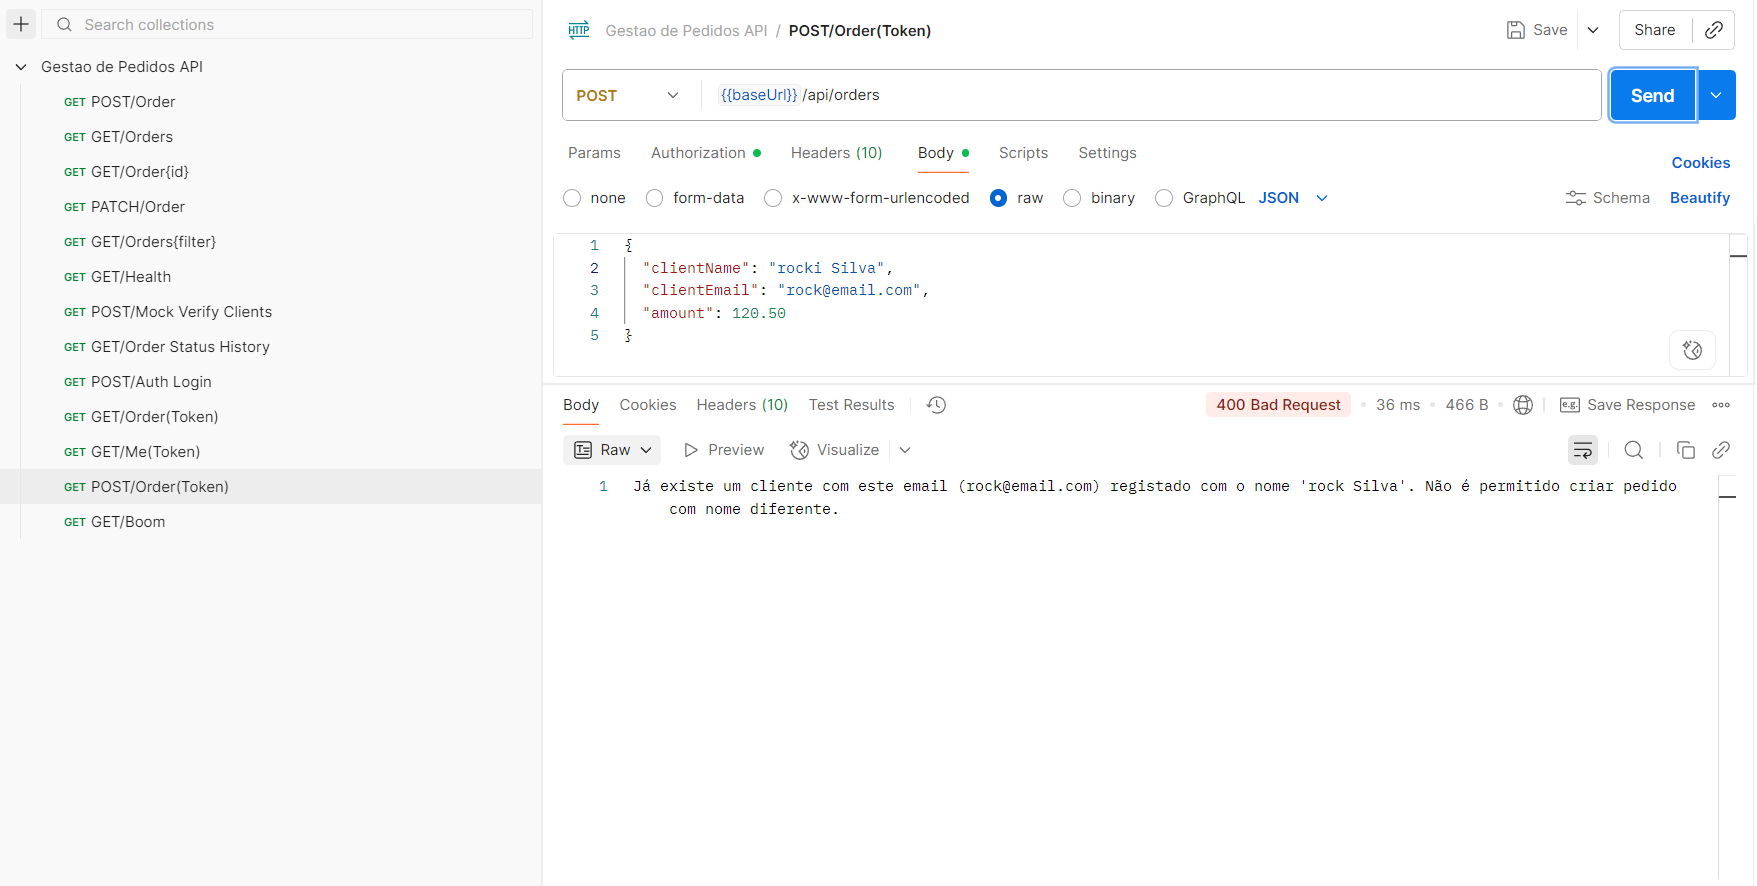 Search collections
Gestao de Pedidos API
GET POST/Order
GET GET/Orders
GET GET/Order{id}
GET PATCH/Order
GET GET/Orders{filter}
GET GET/Health
GET POST/Mock Verify Clients
GET GET/Order Status History
GET POST/Auth Login
GET GET/Order(Token)
GET GET/Me(Token)
GET POST/Order(Token)
GET GET/Boom
HTTP Gestao de Pedidos API / POST/Order(Token)
Save Share
POST {{baseUrl}} /api/orders Send
Params Authorization Headers (10) Body Scripts Settings Cookies
none form-data x-www-form-urlencoded raw binary GraphQL JSON Schema Beautify
1 {
2 "clientName": "rocki Silva",
3 "clientEmail": "rock@email.com",
4 "amount": 120.50
5 }
Body Cookies Headers (10) Test Results 400 Bad Request • 36 ms • 466 B • e.g. Save Response
Raw Preview Visualize
1 Já existe um cliente com este email (rock@email.com) registado com o nome 'rock Silva'. Não é permitido criar pedido
com nome diferente.